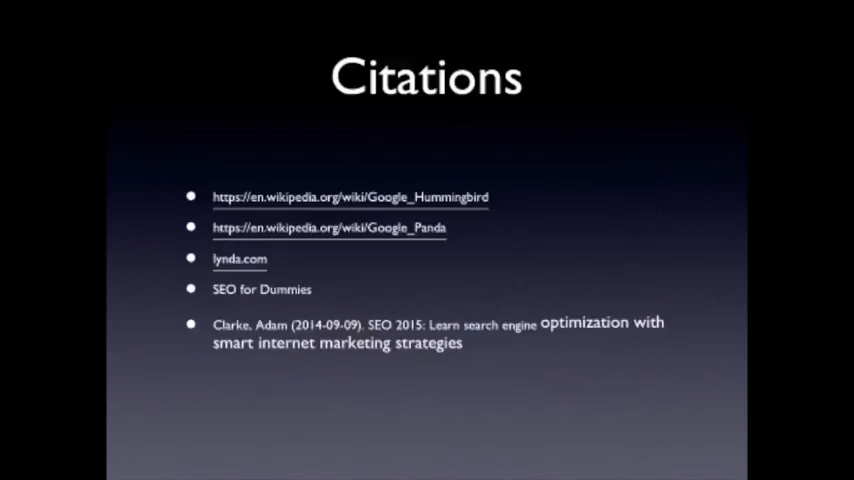 Citations
https://en.wikipedia.org/wiki/Google_Hummingbird
https://en.wikipedia.org/wiki/Google_Panda
lynda.com
SEO for Dummies
Clarke, Adam (2014-09-09). SEO 2015: Learn search engine optimization with
smart internet marketing strategies